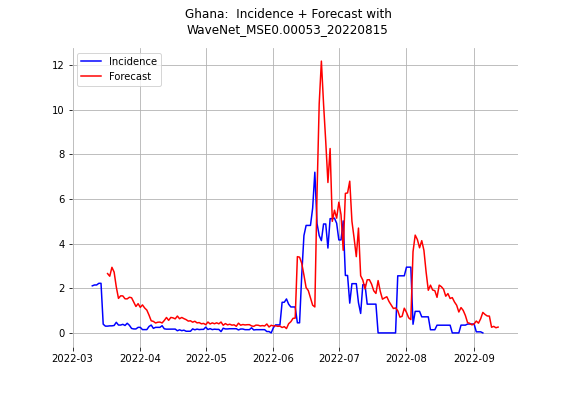 Ghana:  Incidence + Forecast with
WaveNet_MSE0.00053_20220815
Incidence
Forecast
12
10
8
6
4
2
0
2022-03 2022-04 2022-05 2022-06 2022-07 2022-08 2022-09